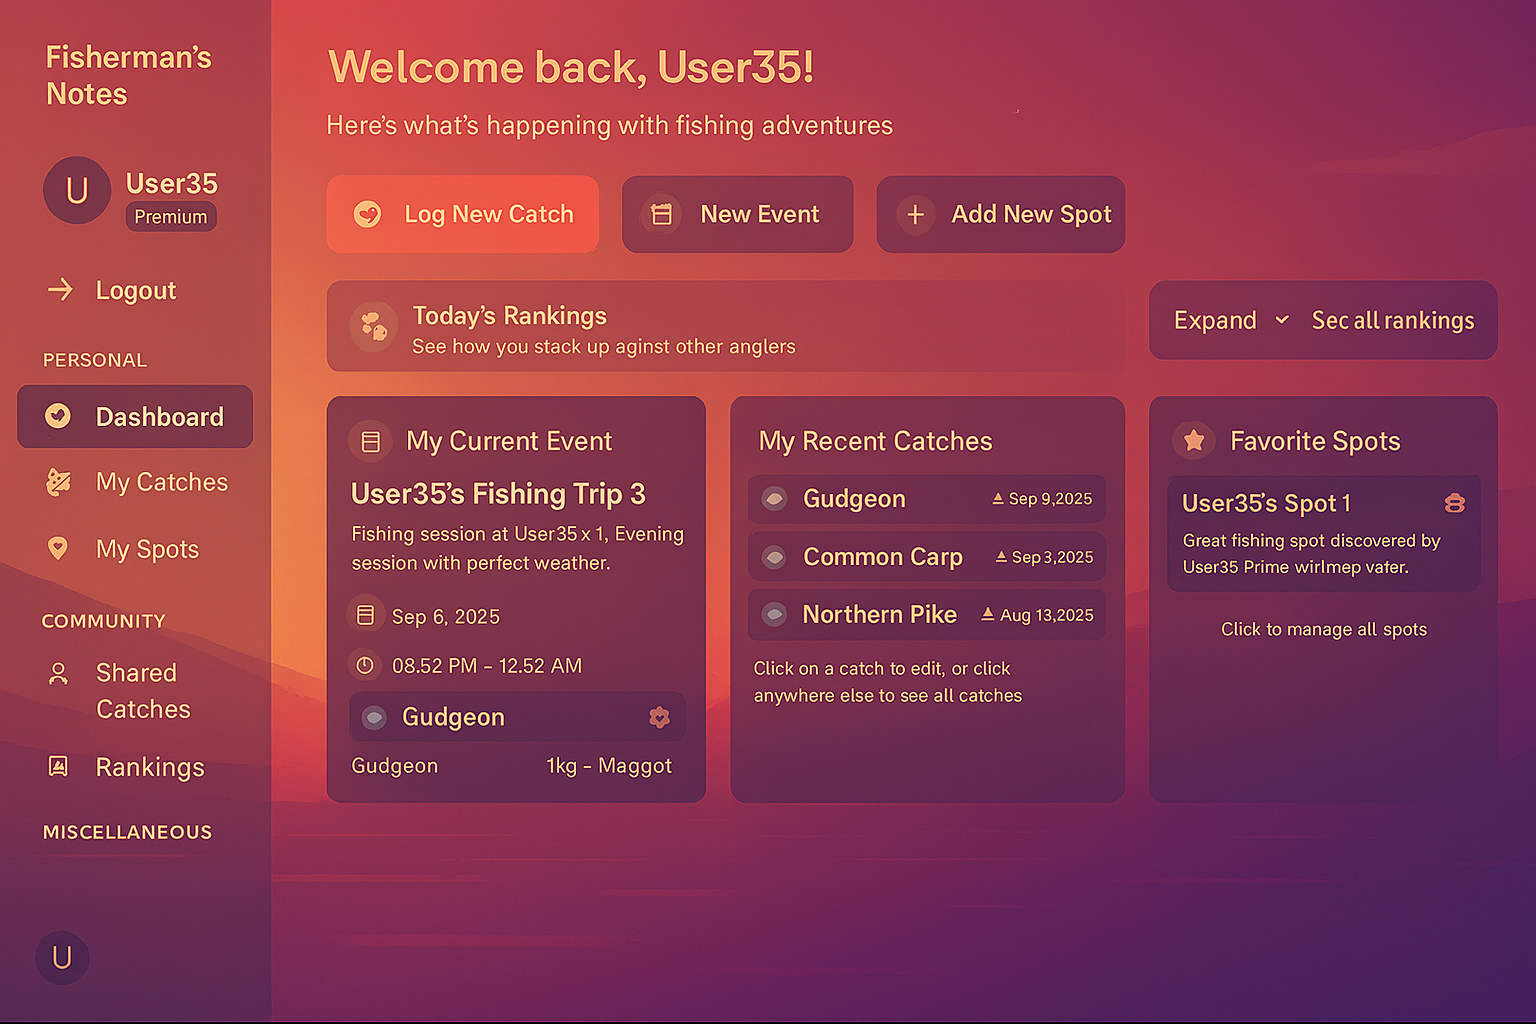 Fisherman's
Notes
U
User35
Premium
Logout
PERSONAL
Dashboard
My Catches
My Spots
COMMUNITY
Shared
Catches
Rankings
MISCELLANEOUS
U
Welcome back, User35!
Here's what's happening with fishing adventures
Log New Catch
New Event
Add New Spot
Today's Rankings
See how you stack up aginst other anglers
Expand
Sec all rankings
My Current Event
User35's Fishing Trip 3
Fishing session at User35 x 1, Evening
session with perfect weather.
Sep 6, 2025
08.52 PM – 12.52 AM
Gudgeon
Gudgeon 1kg – Maggot
My Recent Catches
Gudgeon Sep 9,2025
Common Carp Sep 3,2025
Northern Pike Aug 13,2025
Click on a catch to edit, or click
anywhere else to see all catches
Favorite Spots
User35's Spot 1
Great fishing spot discovered by
User35 Prime wirlmep vafer.
Click to manage all spots